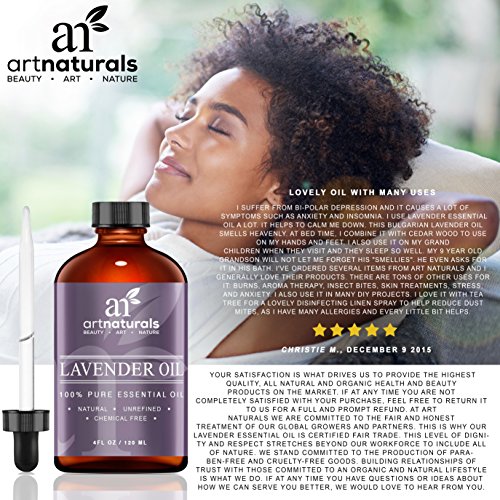 an
artnaturals
BEAUTY • ART • NATURE
LOVELY OIL WITH MANY USES
I SUFFER FROM BI-POLAR DEPRESSION AND IT CAUSES A LOT OF
SYMPTOMS SUCH AS ANXIETY AND INSOMNIA. I USE LAVENDER ESSENTIAL
OIL A LOT. IT HELPS TO CALM ME DOWN. THIS BULGARIAN LAVENDER OIL
SMELLS HEAVENLY. AT BED TIME, I COMBINE IT WITH CEDAR WOOD TO USE
ON MY HANDS AND FEET. I ALSO USE IT ON MY GRAND
CHILDREN WHEN THEY VISIT AND THEY SLEEP SO WELL. MY 9 YEAR OLD
GRANDSON WILL NOT LET ME FORGET HIS "SMELLIES". HE EVEN ASKS FOR
IT IN HIS BATH. I'VE ORDERED SEVERAL ITEMS FROM ART NATURALS AND I
GENERALLY LOVE THEIR PRODUCTS. THERE ARE TONS OF OTHER USES FOR
IT: BURNS, AROMA THERAPY, INSECT BITES, SKIN TREATMENTS, STRESS,
AND ANXIETY. I ALSO USE IT IN MANY DIY PROJECTS. I LOVE IT WITH TEA
TREE FOR A LOVELY DISINFECTING LINEN SPRAY TO HELP REDUCE DUST
MITES, AS I HAVE MANY ALLERGIES AND EVERY LITTLE BIT HELPS.
CHRISTIE M., DECEMBER 9 2015
an
artnaturals
BEAUTY • ART • NATURE
LAVENDER OIL
100% PURE ESSENTIAL OIL
• NATURAL • UNREFINED
• CHEMICAL FREE •
4FL OZ / 120 ML
YOUR SATISFACTION IS WHAT DRIVES US TO PROVIDE THE HIGHEST
QUALITY, ALL NATURAL AND ORGANIC HEALTH AND BEAUTY
PRODUCTS ON THE MARKET. IF AT ANY TIME YOU ARE NOT
COMPLETELY SATISFIED WITH YOUR PURCHASE, FEEL FREE TO RETURN IT
TO US FOR A FULL AND PROMPT REFUND. AT ART
NATURALS WE ARE COMMITTED TO THE FAIR AND HONEST
TREATMENT OF OUR GLOBAL GROWERS AND PARTNERS. THIS IS WHY OUR
LAVENDER ESSENTIAL OIL IS CERTIFIED FAIR TRADE. THIS LEVEL OF DIGNI-
TY AND RESPECT STRETCHES BEYOND OUR WORKFORCE TO INCLUDE ALL
OF NATURE. WE STAND COMMITTED TO THE PRODUCTION OF PARA-
BEN-FREE AND CRUELTY-FREE GOODS. BUILDING RELATIONSHIPS OF
TRUST WITH THOSE COMMITTED TO AN ORGANIC AND NATURAL LIFESTYLE
IS WHAT WE DO. IF AT ANY TIME YOU HAVE QUESTIONS OR IDEAS ABOUT
HOW WE CAN SERVE YOU BETTER, WE WOULD LOVE TO HEAR FROM YOU.